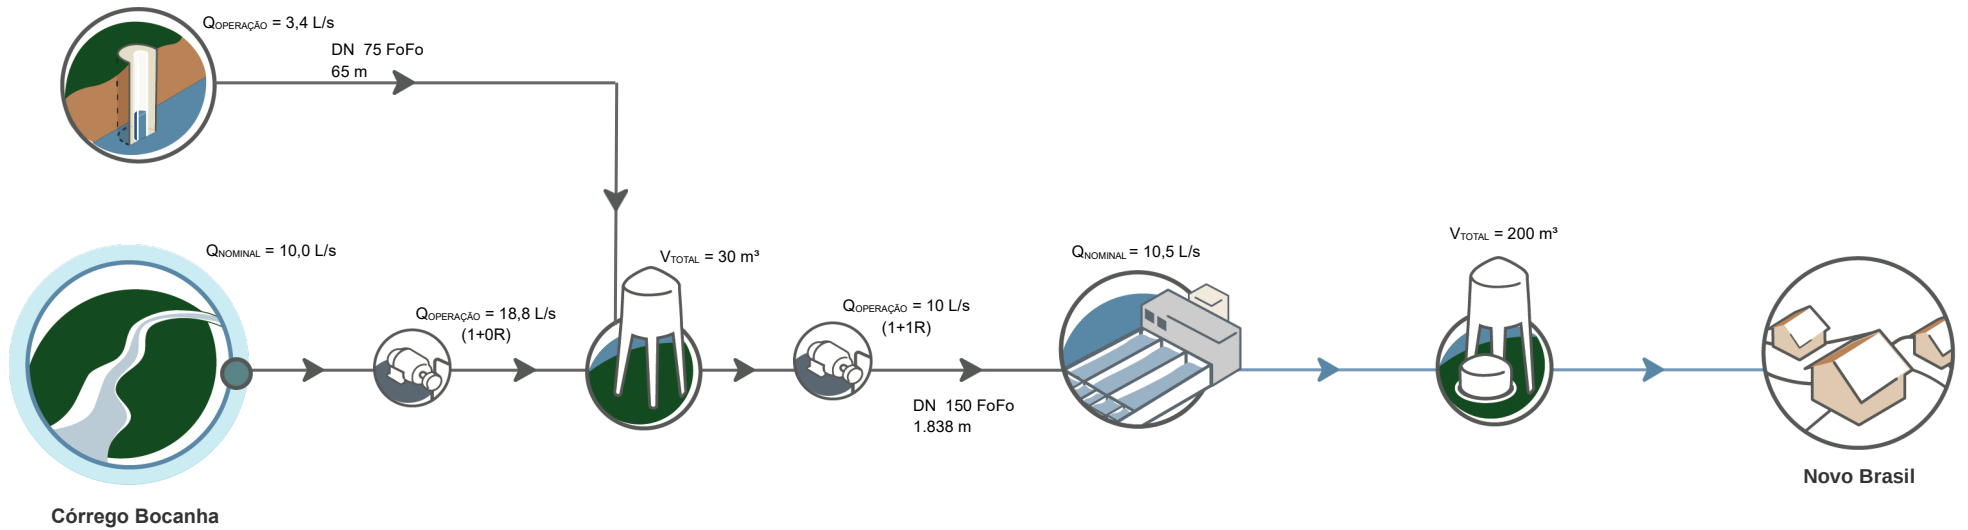 QOPERAÇÃO = 3,4 L/s
DN 75 FoFo
65 m
QNOMINAL = 10,0 L/s
VTOTAL = 30 m³
QNOMINAL = 10,5 L/s
VTOTAL = 200 m³
QOPERAÇÃO = 18,8 L/s
(1+0R)
QOPERAÇÃO = 10 L/s
(1+1R)
DN 150 FoFo
1.838 m
Novo Brasil
Córrego Bocanha